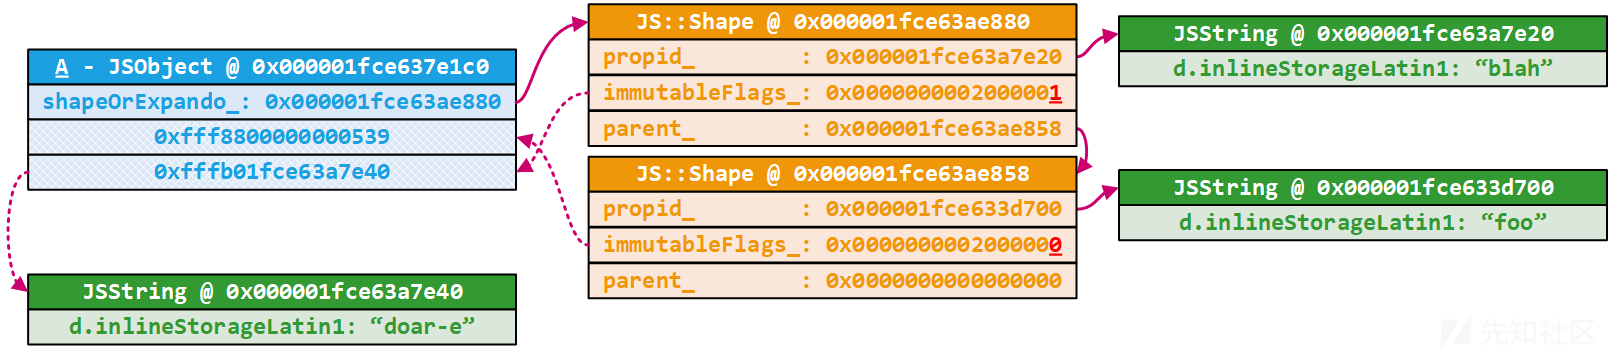 A - JSObject @ 0x000001fce637e1c0
shapeOrExpando_: 0x000001fce63ae880
0xfff8800000000539
0xfffb01fce63a7e40
JSString @ 0x000001fce63a7e40
d.inlineStorageLatin1: “doar-e”
JS::Shape @ 0x000001fce63ae880
propid_ : 0x000001fce63a7e20
immutableFlags_: 0x0000000002000001
parent_ : 0x000001fce63ae858
JS::Shape @ 0x000001fce63ae858
propid_ : 0x000001fce633d700
immutableFlags_: 0x0000000002000000
parent_ : 0x0000000000000000
JSString @ 0x000001fce63a7e20
d.inlineStorageLatin1: “blah”
JSString @ 0x000001fce633d700
d.inlineStorageLatin1: “foo”
先知社区